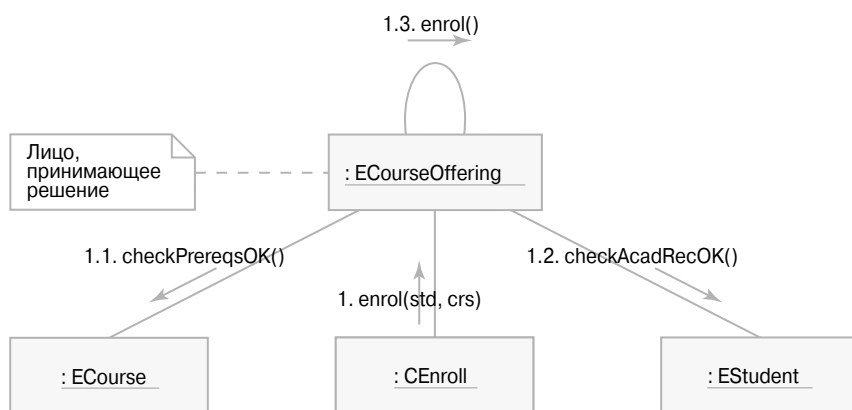 1.3. enrol()
Лицо,
принимающее
решение
: ECourseOffering
1.1. checkPrereqsOK()
1.2. checkAcadRecOK()
1. enrol(std, crs)
: ECourse
: CEnroll
: EStudent